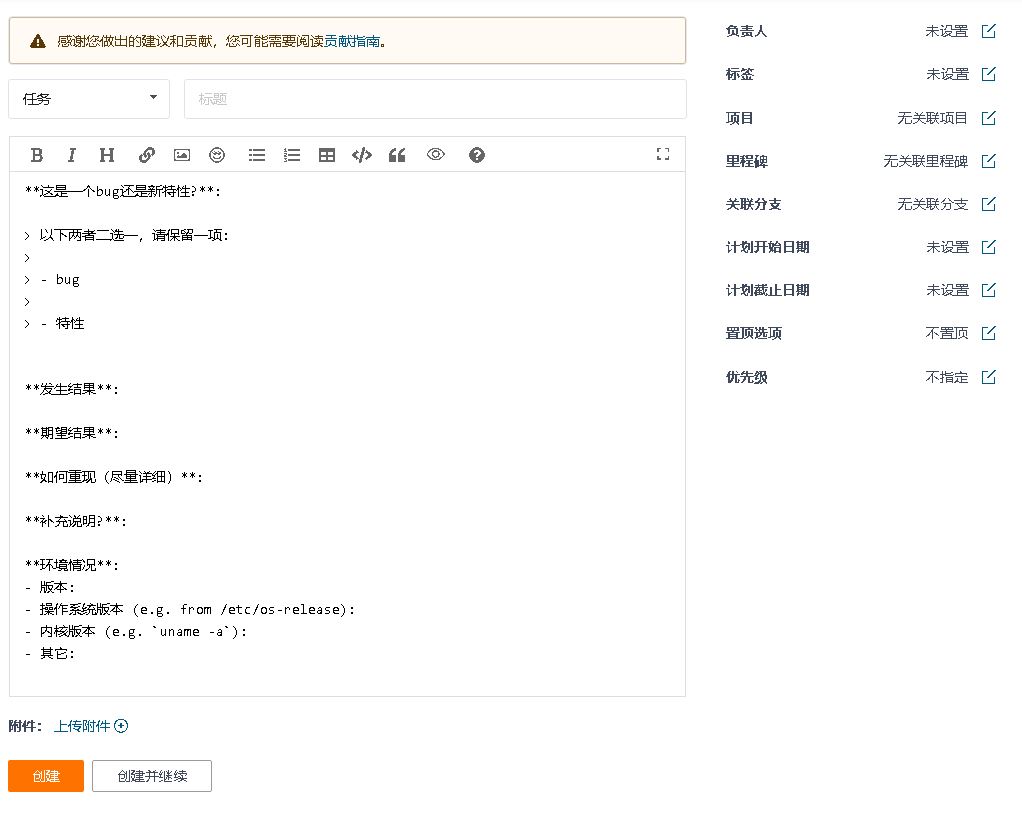 感谢您做出的建议和贡献，您可能需要阅读贡献指南。
任务
标题
**这是一个bug还是新特性?**:
> 以下两者二选一，请保留一项:
>
> - bug
>
> - 特性
**发生结果**:
**期望结果**:
**如何重现（尽量详细）**:
**补充说明?**:
**环境情况**:
- 版本:
- 操作系统版本 (e.g. from /etc/os-release):
- 内核版本 (e.g. `uname -a`):
- 其它:
附件: 上传附件
创建 创建并继续
负责人 未设置
标签 未设置
项目 无关联项目
里程碑 无关联里程碑
关联分支 无关联分支
计划开始日期 未设置
计划截止日期 未设置
置顶选项 不置顶
优先级 不指定